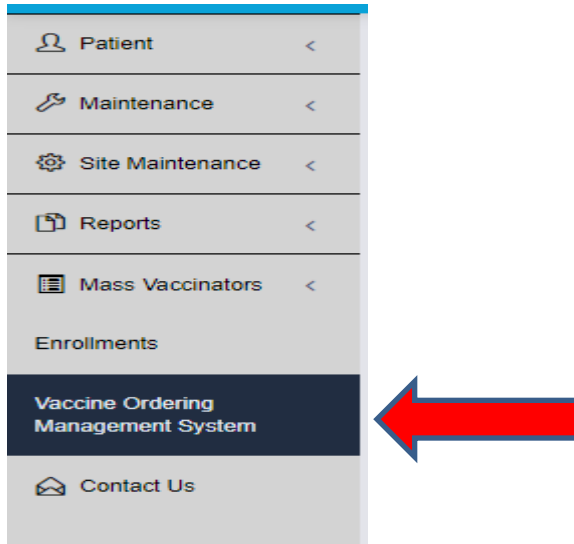 Patient
Maintenance
Site Maintenance
Reports
Mass Vaccinators
Enrollments
Vaccine Ordering
Management System
Contact Us